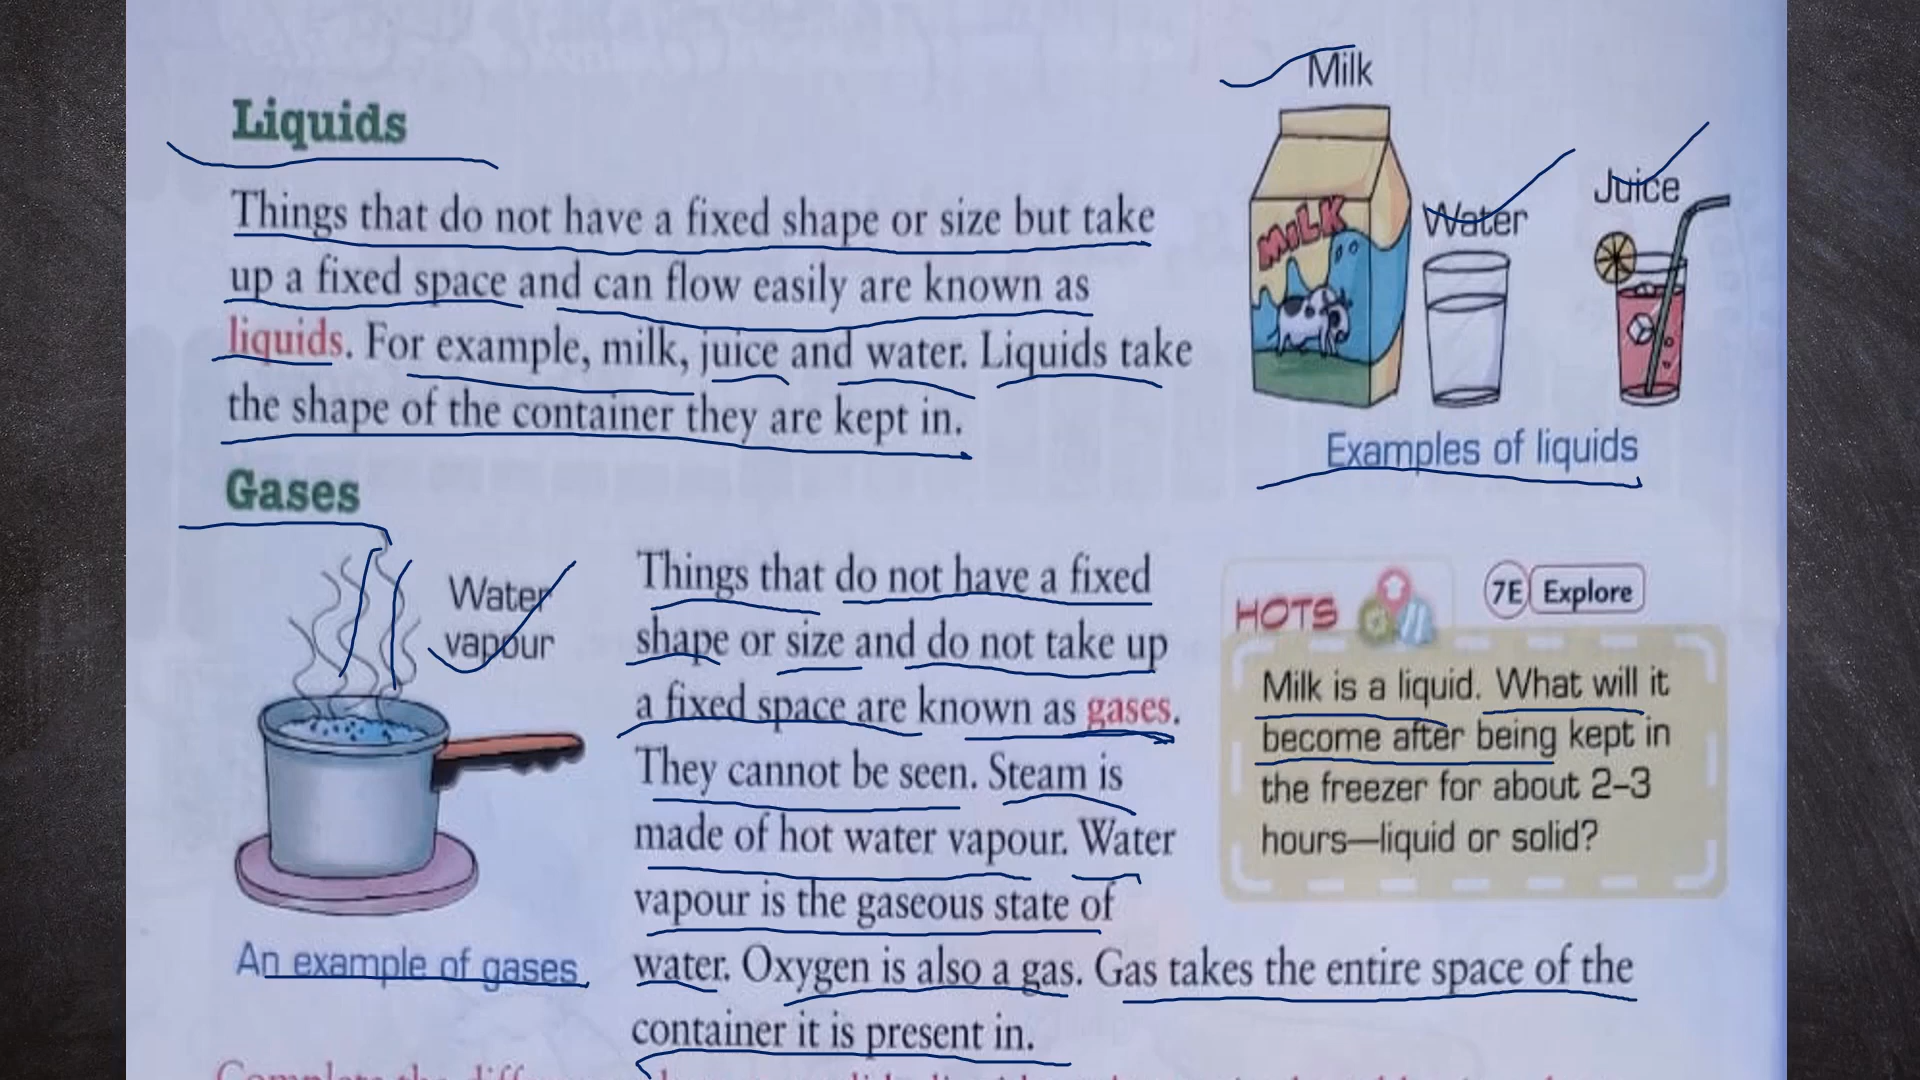 Milk
Liquids
Juice
Water
MILK
Things that do not have a fixed shape or size but take
up a fixed space and can flow easily are known as
liquids. For example, milk, juice and water. Liquids take
the shape of the container they are kept in.
Examples of liquids
Gases
Water
vapour
An example of gases
Things that do not have a fixed
shape or size and do not take up
a fixed space are known as gases.
They cannot be seen. Steam is
made of hot water vapour. Water
vapour is the gaseous state of
water. Oxygen is also a gas. Gas takes the entire space of the
container it is present in.
HOTS
7E Explore
Milk is a liquid. What will it
become after being kept in
the freezer for about 2–3
hours—liquid or solid?
Complete the